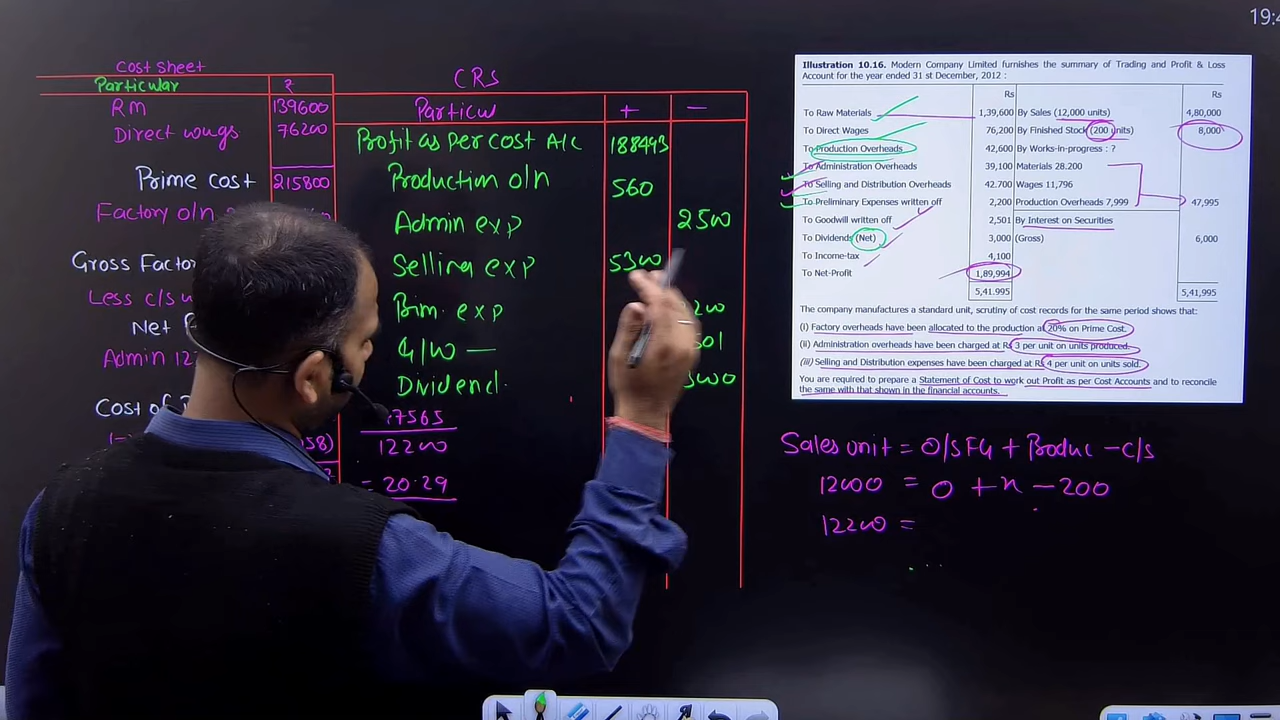 19:4
Cost Sheet
Particular ₹
RM 139600
Direct wages 76200
Prime cost 215800
Factory o/h
Gross Factor
Less c/s w
Net F
Admin 12
Cost o
158)
CRS
Particu + -
Profit as per cost A/c 188493
Production o/h 560
Admin exp 2500
Selling exp 5300
Prim. exp 200
G/W — 501
Dividend.
17565
12200
= 20.29
Illustration 10.16. Modern Company Limited furnishes the summary of Trading and Profit & Loss
Account for the year ended 31 st December, 2012 :
Rs Rs
To Raw Materials 1,39,600 By Sales (12,000 units) 4,80,000
To Direct Wages 76,200 By Finished Stock (200 units) 8,000
To Production Overheads 42,600 By Works-in-progress : ?
To Administration Overheads 39,100 Materials 28.200
To Selling and Distribution Overheads 42.700 Wages 11,796
To Preliminary Expenses written off 2,200 Production Overheads 7,999 47,995
To Goodwill written off 2,501 By Interest on Securities
To Dividends (Net) 3,000 (Gross) 6,000
To Income-tax 4,100
To Net-Profit 1,89,994
5,41.995 5,41,995
The company manufactures a standard unit, scrutiny of cost records for the same period shows that:
(i) Factory overheads have been allocated to the production at 20% on Prime Cost.
(ii) Administration overheads have been charged at Rs 3 per unit on units produced.
(iii) Selling and Distribution expenses have been charged at Rs 4 per unit on units sold.
You are required to prepare a Statement of Cost to work out Profit as per Cost Accounts and to reconcile
the same with that shown in the financial accounts.
Sales unit = O/S FG + Produc - C/S
12000 = 0 + x - 200
12200 =